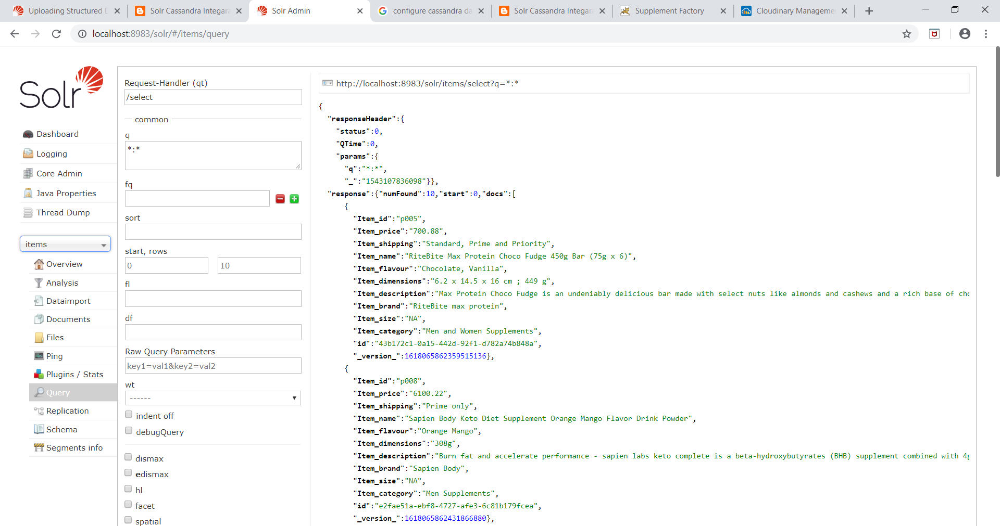 Uploading Structured D
Solr Cassandra Integara
Solr Admin
configure cassandra da
Solr Cassandra Integara
Supplement Factory
Cloudinary Manageme
localhost:8983/solr/#/items/query
Solr
Dashboard
Logging
Core Admin
Java Properties
Thread Dump
items
Overview
Analysis
Dataimport
Documents
Files
Ping
Plugins / Stats
Query
Replication
Schema
Segments info
Request-Handler (qt)
/select
common
q
*:*
fq
sort
start, rows
0
10
fl
df
Raw Query Parameters
key1=val1&key2=val2
wt
------
indent off
debugQuery
dismax
edismax
hl
facet
spatial
http://localhost:8983/solr/items/select?q=*:*
{
"responseHeader":{
"status":0,
"QTime":0,
"params":{
"q":"*:*",
"_":"1543107836098"}},
"response":{"numFound":10,"start":0,"docs":[
{
"Item_id":"p005",
"Item_price":"700.88",
"Item_shipping":"Standard, Prime and Priority",
"Item_name":"RiteBite Max Protein Choco Fudge 450g Bar (75g x 6)",
"Item_flavour":"Chocolate, Vanilla",
"Item_dimensions":"6.2 x 14.5 x 16 cm ; 449 g",
"Item_description":"Max Protein Choco Fudge is an undeniably delicious bar made with select nuts like almonds and cashews and a rich base of cho
"Item_brand":"RiteBite max protein",
"Item_size":"NA",
"Item_category":"Men and Women Supplements",
"id":"43b172c1-0a15-442d-92f1-d782a74b848a",
"_version_":1618065862359515136},
{
"Item_id":"p008",
"Item_price":"6100.22",
"Item_shipping":"Prime only",
"Item_name":"Sapien Body Keto Diet Supplement Orange Mango Flavor Drink Powder",
"Item_flavour":"Orange Mango",
"Item_dimensions":"308g",
"Item_description":"Burn fat and accelerate performance - sapien labs keto complete is a beta-hydroxybutyrates (BHB) supplement combined with 4g
"Item_brand":"Sapien Body",
"Item_size":"NA",
"Item_category":"Men Supplements",
"id":"e2fae51a-ebf8-4727-afe3-6c81b179fcea",
"_version_":1618065862431866880},